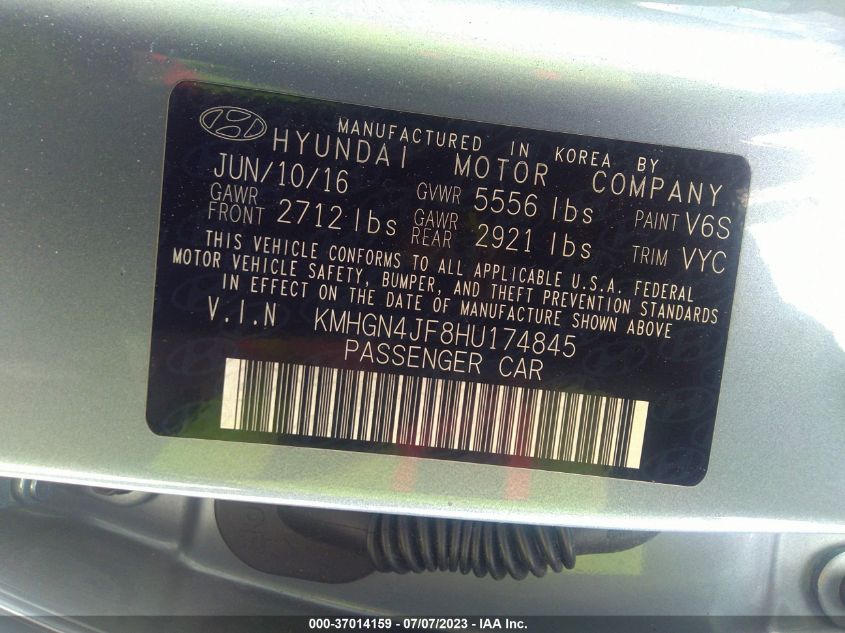 MANUFACTURED IN KOREA BY
HYUNDAI MOTOR COMPANY
JUN/10/16 GVWR 5556 lbs PAINT V6S
GAWR FRONT 2712 lbs GAWR REAR 2921 lbs TRIM VYC
THIS VEHICLE CONFORMS TO ALL APPLICABLE U.S.A. FEDERAL
MOTOR VEHICLE SAFETY, BUMPER, AND THEFT PREVENTION STANDARDS
IN EFFECT ON THE DATE OF MANUFACTURE SHOWN ABOVE
V.I.N KMHGN4JF8HU174845
PASSENGER CAR
000-37014159 - 07/07/2023 - IAA Inc.